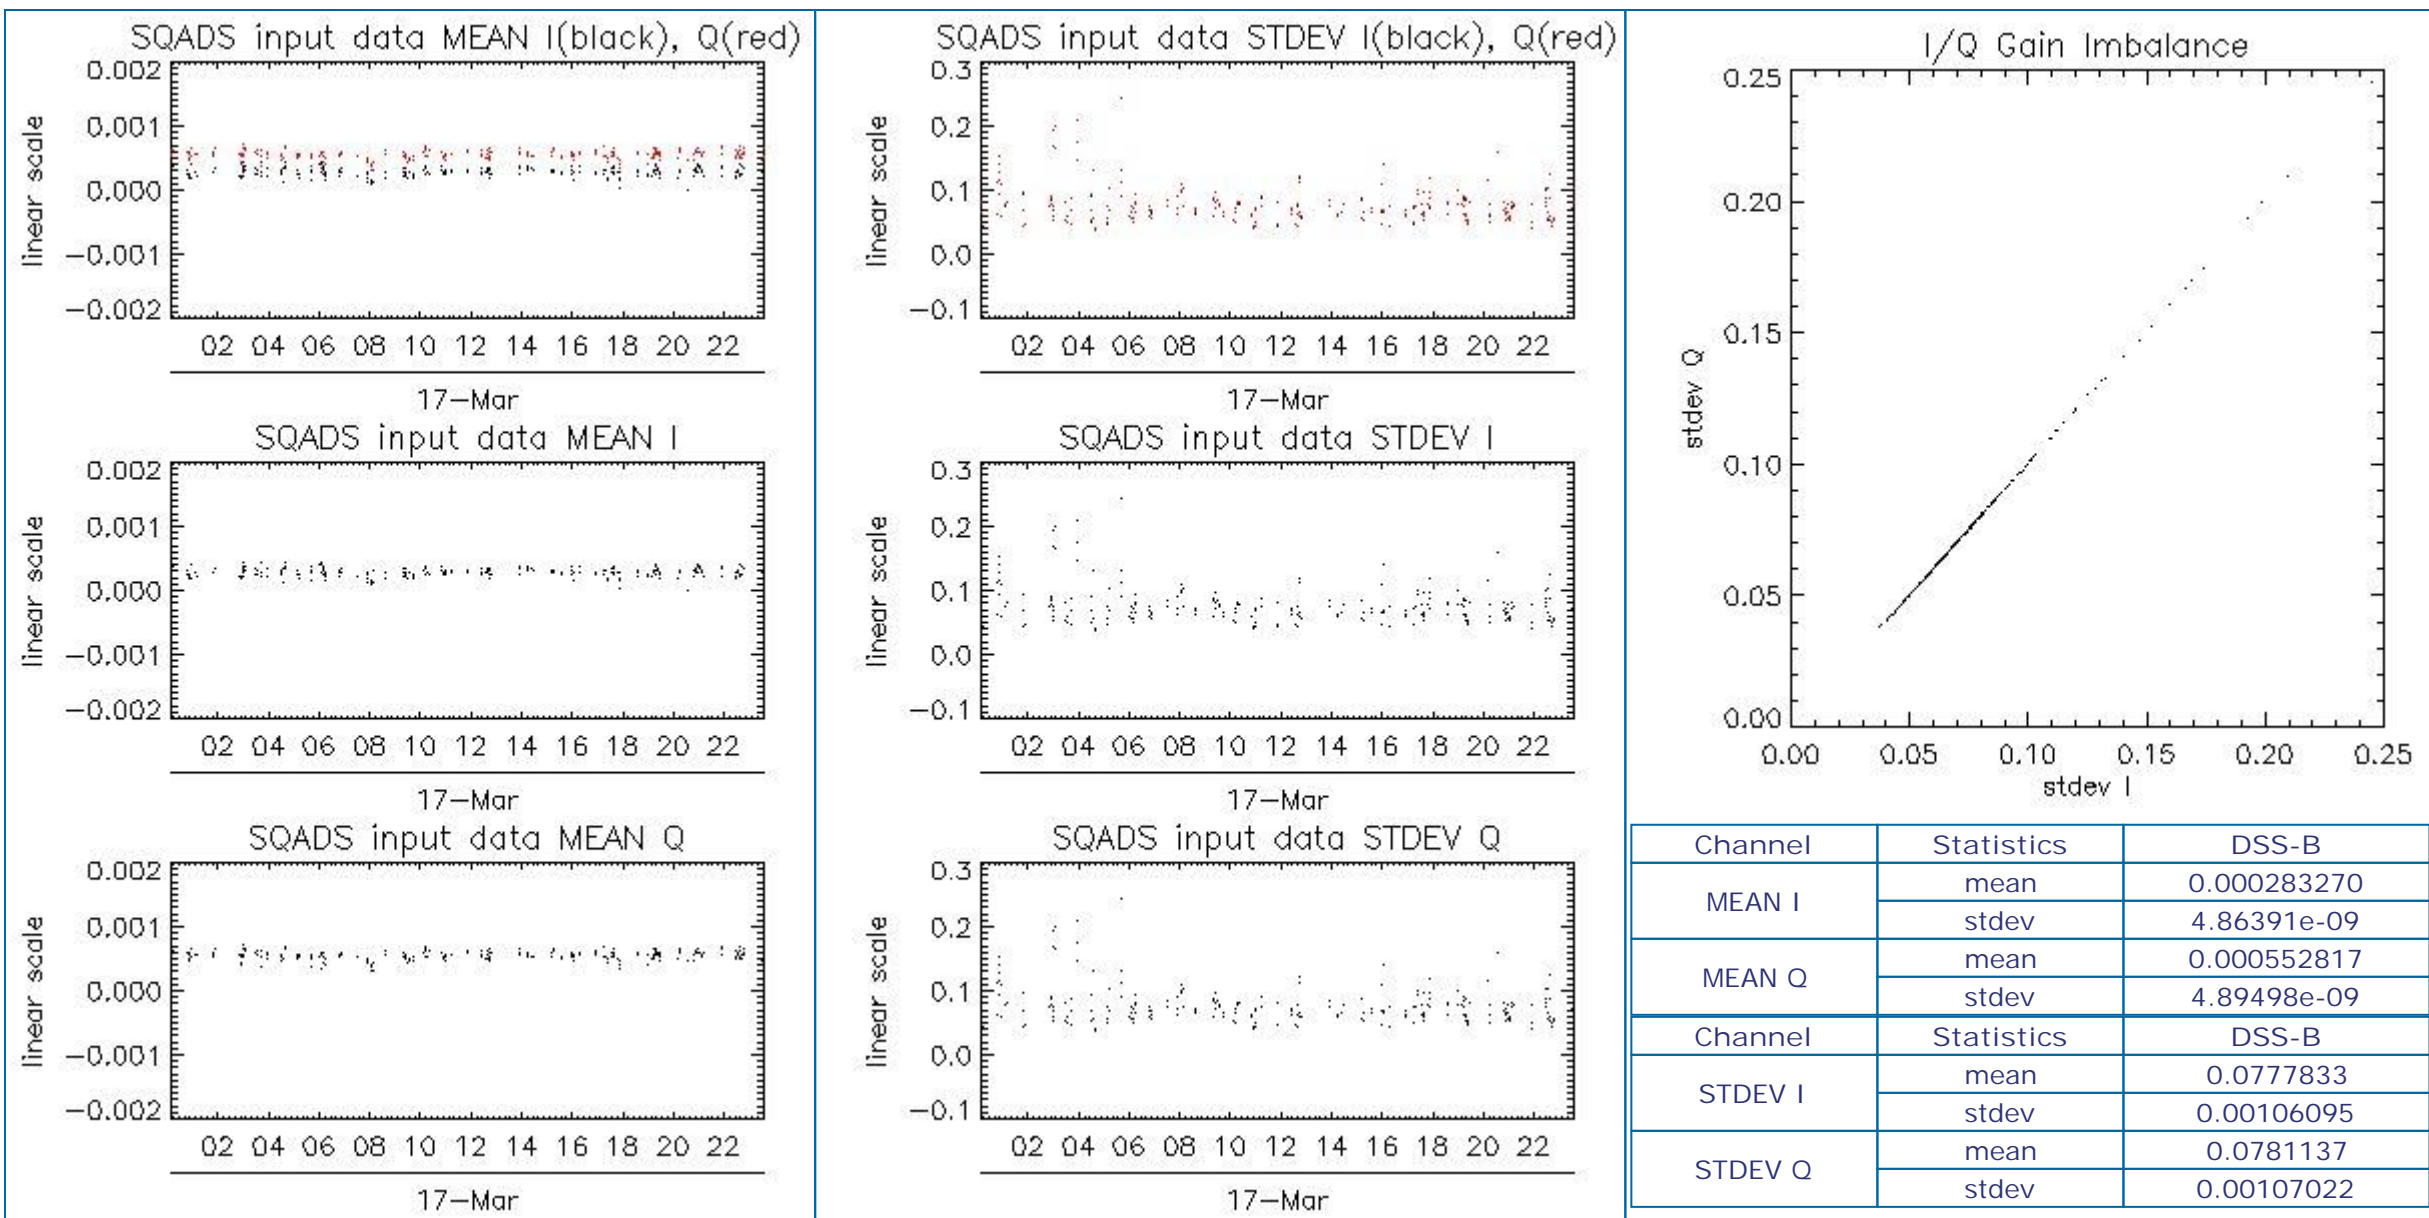 SQADS input data MEAN I(black), Q(red)
0.002
0.001
0.000
-0.001
-0.002
linear scale
02 04 06 08 10 12 14 16 18 20 22
17-Mar
SQADS input data MEAN I
0.002
0.001
0.000
-0.001
-0.002
linear scale
02 04 06 08 10 12 14 16 18 20 22
17-Mar
SQADS input data MEAN Q
0.002
0.001
0.000
-0.001
-0.002
linear scale
02 04 06 08 10 12 14 16 18 20 22
17-Mar
SQADS input data STDEV I(black), Q(red)
0.3
0.2
0.1
0.0
-0.1
linear scale
02 04 06 08 10 12 14 16 18 20 22
17-Mar
SQADS input data STDEV I
0.3
0.2
0.1
0.0
-0.1
linear scale
02 04 06 08 10 12 14 16 18 20 22
17-Mar
SQADS input data STDEV Q
0.3
0.2
0.1
0.0
-0.1
linear scale
02 04 06 08 10 12 14 16 18 20 22
17-Mar
I/Q Gain Imbalance
0.25
0.20
0.15
0.10
0.05
0.00
stdev Q
0.00 0.05 0.10 0.15 0.20 0.25
stdev I
Channel Statistics DSS-B
MEAN I mean 0.000283270
stdev 4.86391e-09
MEAN Q mean 0.000552817
stdev 4.89498e-09
Channel Statistics DSS-B
STDEV I mean 0.0777833
stdev 0.00106095
STDEV Q mean 0.0781137
stdev 0.00107022